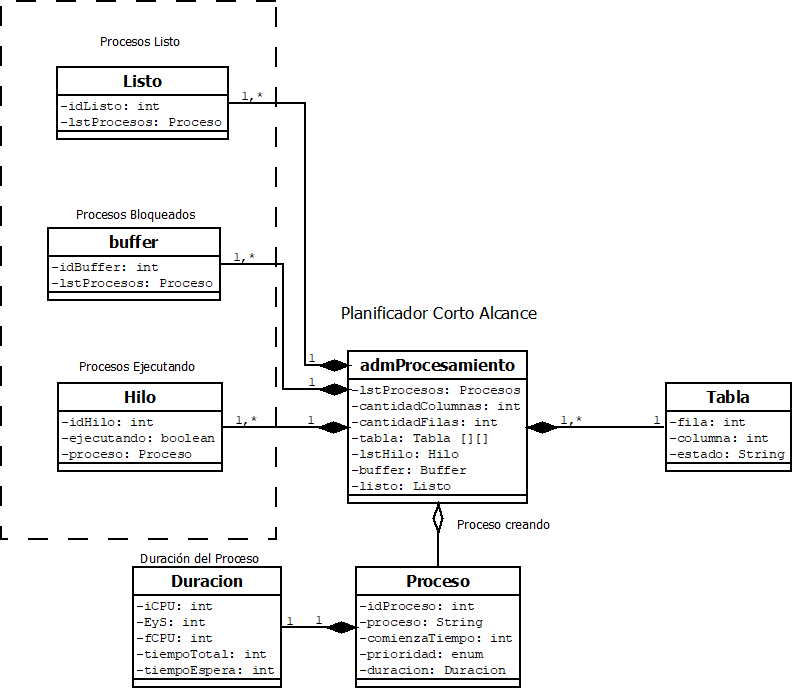 Procesos Listo
Listo
-idListo: int
-lstProcesos: Proceso
1,*
Procesos Bloqueados
buffer
-idBuffer: int
-lstProcesos: Proceso
1,*
Procesos Ejecutando
Hilo
-idHilo: int
-ejecutando: boolean
-proceso: Proceso
1,*
1
1
1
Planificador Corto Alcance
admProcesamiento
-lstProcesos: Procesos
-cantidadColumnas: int
-cantidadFilas: int
-tabla: Tabla [][]
-lstHilo: Hilo
-buffer: Buffer
-listo: Listo
1,*
1
Tabla
-fila: int
-columna: int
-estado: String
Proceso creando
Duración del Proceso
Duracion
-iCPU: int
-EyS: int
-fCPU: int
-tiempoTotal: int
-tiempoEspera: int
1
1
Proceso
-idProceso: int
-proceso: String
-comienzaTiempo: int
-prioridad: enum
-duracion: Duracion